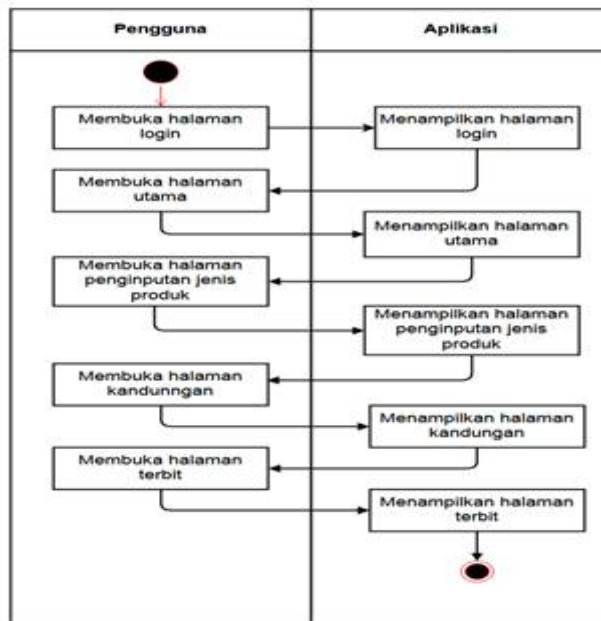 Pengguna
Aplikasi
Membuka halaman
login
Menampilkan halaman
login
Membuka halaman
utama
Menampilkan halaman
utama
Membuka halaman
penginputan jenis
produk
Menampilkan halaman
penginputan jenis
produk
Membuka halaman
kandunngan
Menampilkan halaman
kandungan
Membuka halaman
terbit
Menampilkan halaman
terbit